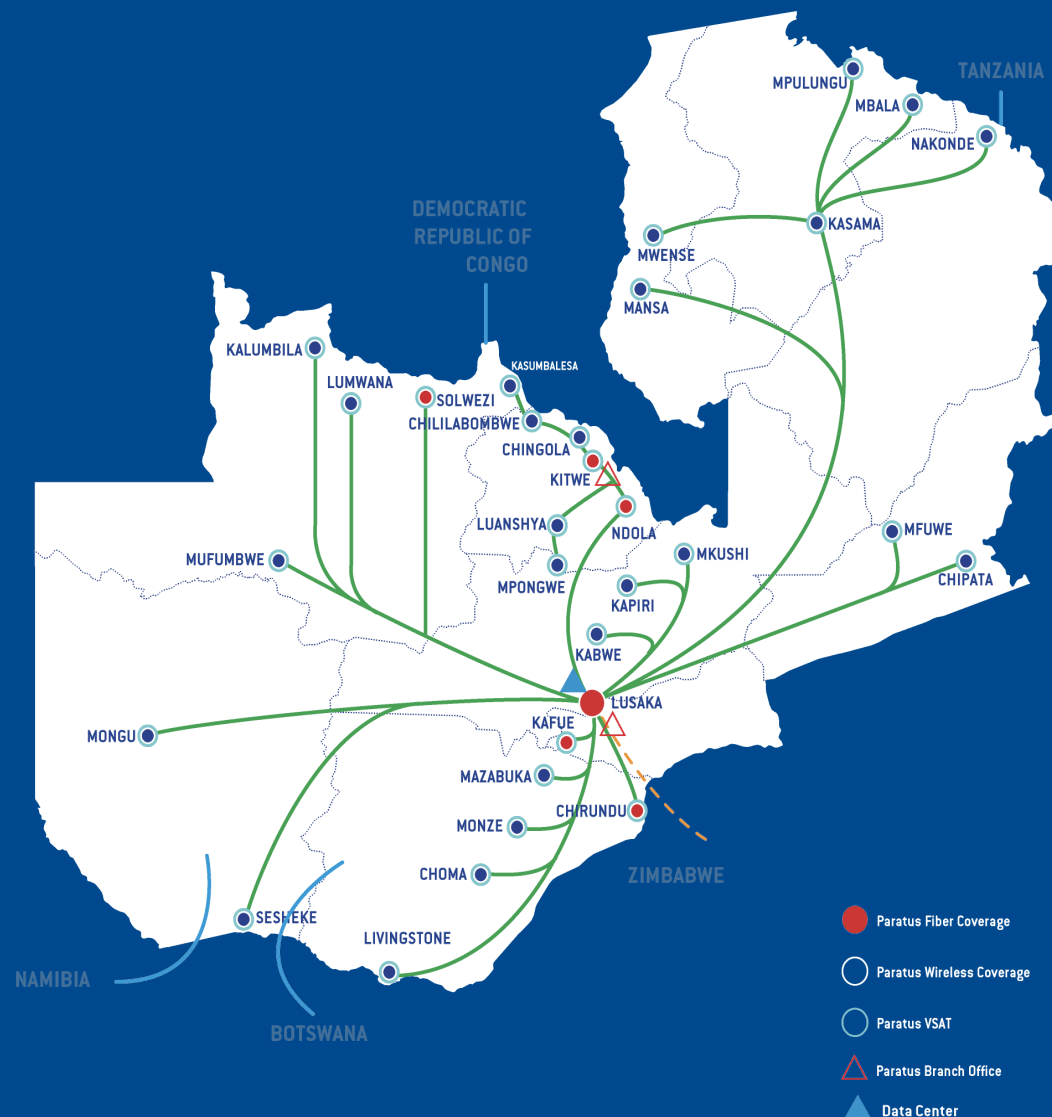 MPULUNGU
TANZANIA
MBALA
NAKONDE
DEMOCRATIC
REPUBLIC OF
CONGO
KASAMA
MWENSE
MANSA
KALUMBILA
KASUMBALESA
LUMWANA
SOLWEZI
CHILILABOMBWE
CHINGOLA
KITWE
LUANSHYA
NDOLA
MFUWE
MKUSHI
MUFUMBWE
CHIPATA
MPONGWE
KAPIRI
KABWE
LUSAKA
KAFUE
MONGU
MAZABUKA
CHIRUNDU
MONZE
CHOMA
ZIMBABWE
SESHEKE
LIVINGSTONE
NAMIBIA
BOTSWANA
Paratus Fiber Coverage
Paratus Wireless Coverage
Paratus VSAT
Paratus Branch Office
Data Center